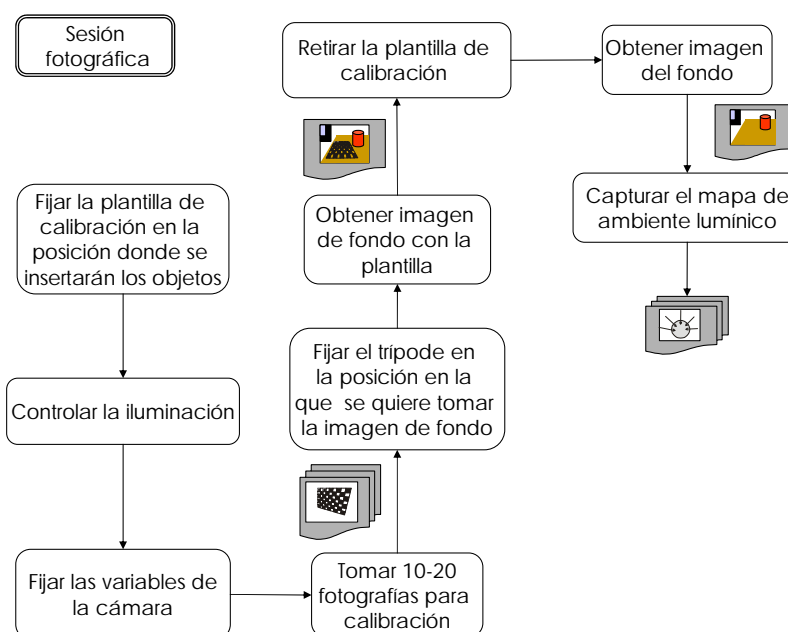 Sesión
fotográfica
Fijar la plantilla de
calibración en la
posición donde se
insertarán los objetos
Controlar la iluminación
Fijar las variables de
la cámara
Tomar 10-20
fotografías para
calibración
Fijar el trípode en
la posición en la
que se quiere tomar
la imagen de fondo
Obtener imagen
de fondo con la
plantilla
Retirar la plantilla de
calibración
Obtener imagen
del fondo
Capturar el mapa de
ambiente lumínico